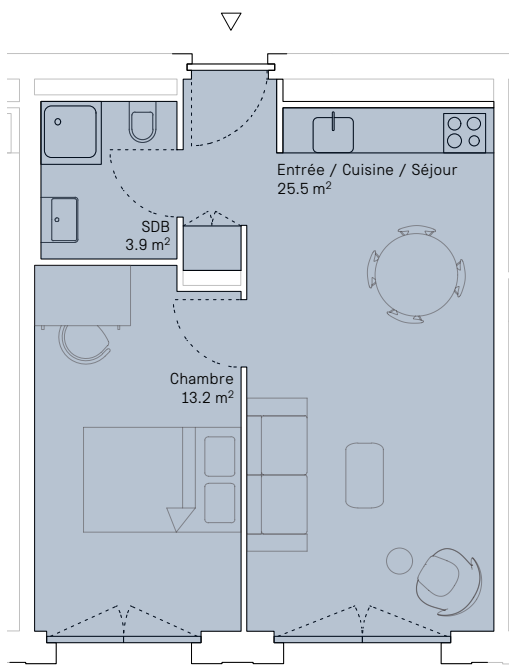 Entrée / Cuisine / Séjour
25.5 m²
SDB
3.9 m²
Chambre
13.2 m²